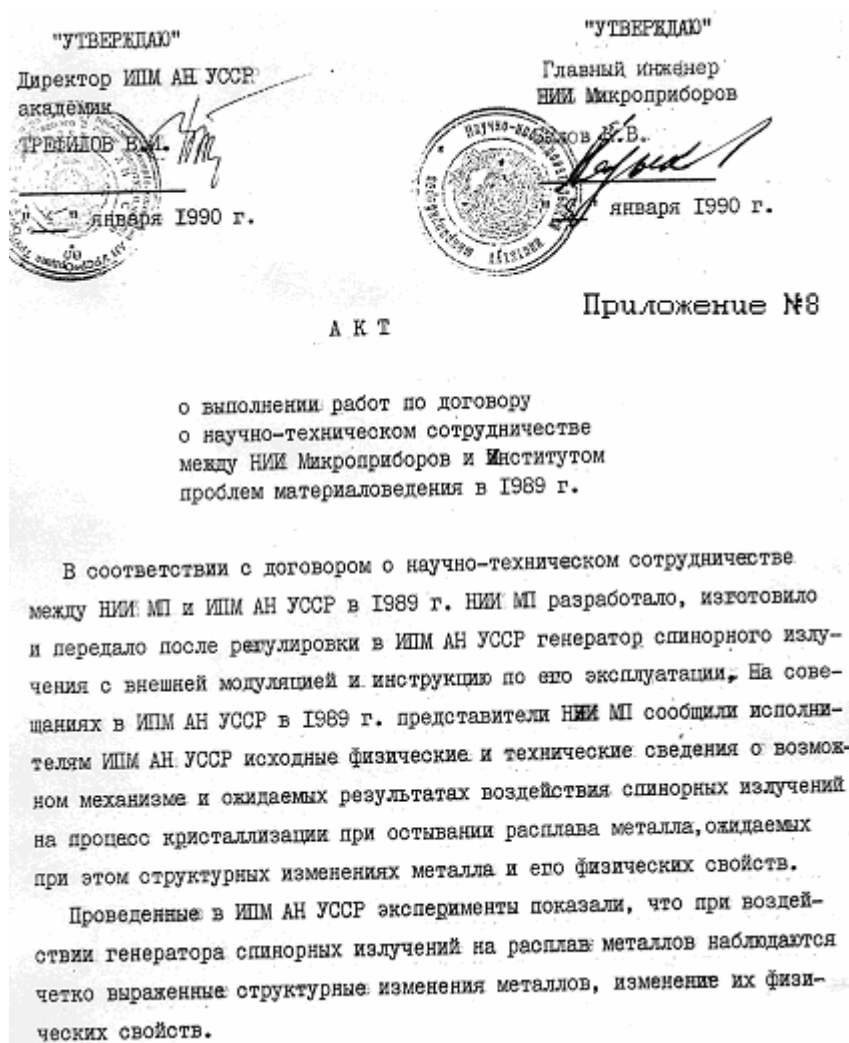 "УТВЕРЖДАЮ"
Директор ИПМ АН УССР
академик
ТРЕФИЛОВ В.И.
января 1990 г.
"УТВЕРЖДАЮ"
Главный инженер
НИИ Микроприборов
января 1990 г.
Приложение №8
А К Т
о выполнении работ по договору
о научно-техническом сотрудничестве
между НИИ Микроприборов и Институтом
проблем материаловедения в 1989 г.
В соответствии с договором о научно-техническом сотрудничестве
между НИИ МП и ИПМ АН УССР в 1989 г. НИИ МП разработало, изготовило
и передало после регулировки в ИПМ АН УССР генератор спинорного излу-
чения с внешней модуляцией и инструкцию по его эксплуатации. На сове-
щаниях в ИПМ АН УССР в 1989 г. представители НИИ МП сообщили исполни-
телям ИПМ АН УССР исходные физические и технические сведения о возмож-
ном механизме и ожидаемых результатах воздействия спинорных излучений
на процесс кристаллизации при остывании расплава металла, ожидаемых
при этом структурных изменениях металла и его физических свойств.
Проведенные в ИПМ АН УССР эксперименты показали, что при воздей-
ствии генератора спинорных излучений на расплав металлов наблюдаются
четко выраженные структурные изменения металлов, изменение их физи-
ческих свойств.